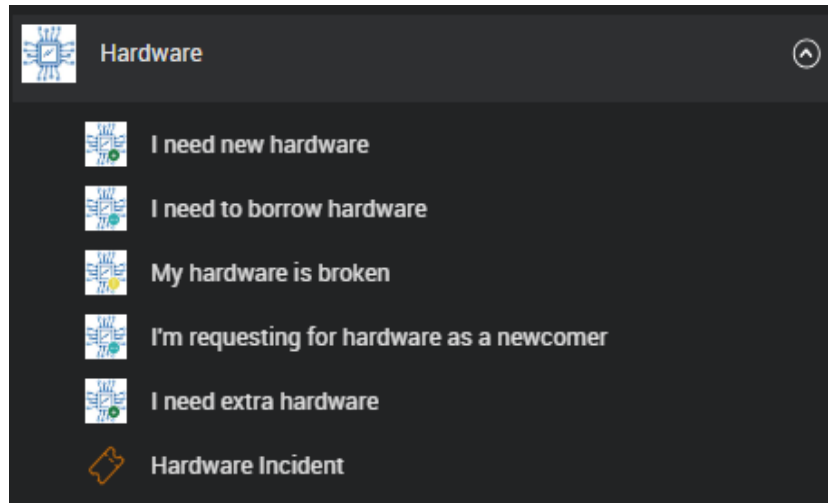 Hardware
I need new hardware
I need to borrow hardware
My hardware is broken
I'm requesting for hardware as a newcomer
I need extra hardware
Hardware Incident